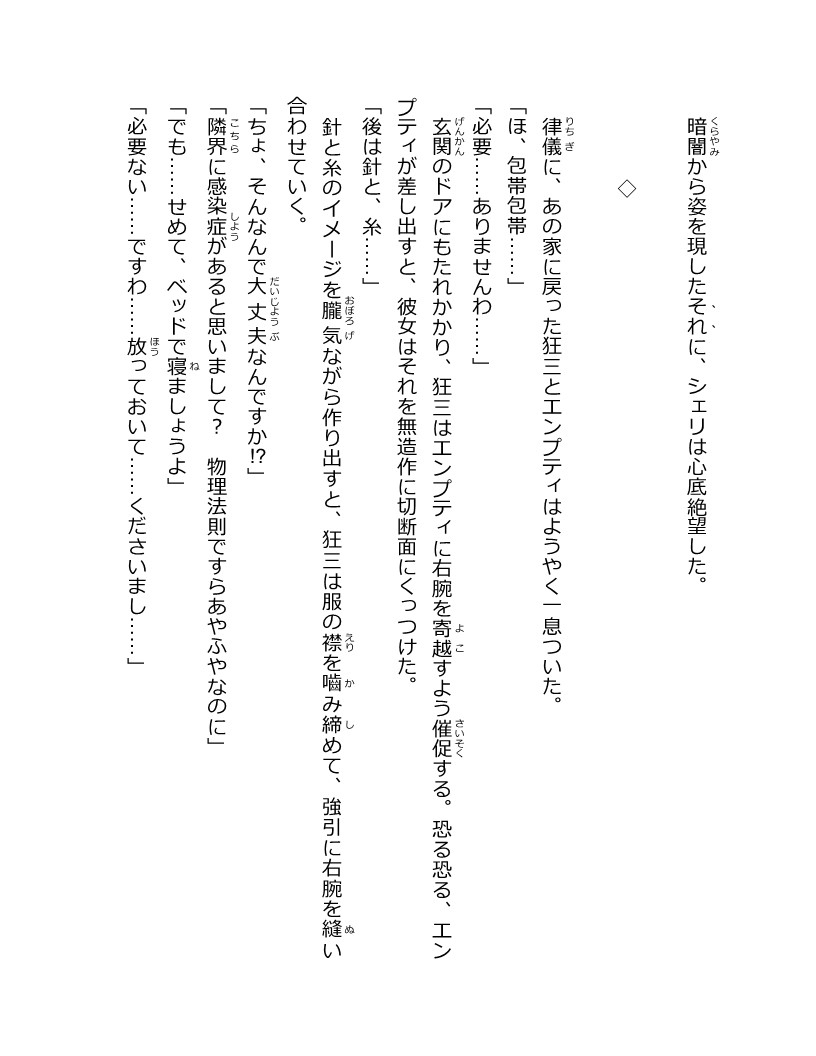 暗闇から姿を現したそれに、シェリは心底絶望した。
◇
律儀に、あの家に戻った狂三とエンプティはようやく一息ついた。
「ほ、包帯包帯……」
「必要……ありませんわ……」
玄関のドアにもたれかかり、狂三はエンプティに右腕を寄越すよう催促する。恐る恐る、エン
プティが差し出すと、彼女はそれを無造作に切断面にくっつけた。
「後は針と、糸……」
針と糸のイメージを朧気ながら作り出すと、狂三は服の襟を嚙み締めて、強引に右腕を縫い
合わせていく。
「ちょ、そんなんで大丈夫なんですか!?」
「隣界に感染症があると思いまして？　物理法則ですらあやふやなのに」
「でも……せめて、ベッドで寝ましょうよ」
「必要ない……ですわ……放っておいて……くださいまし……」